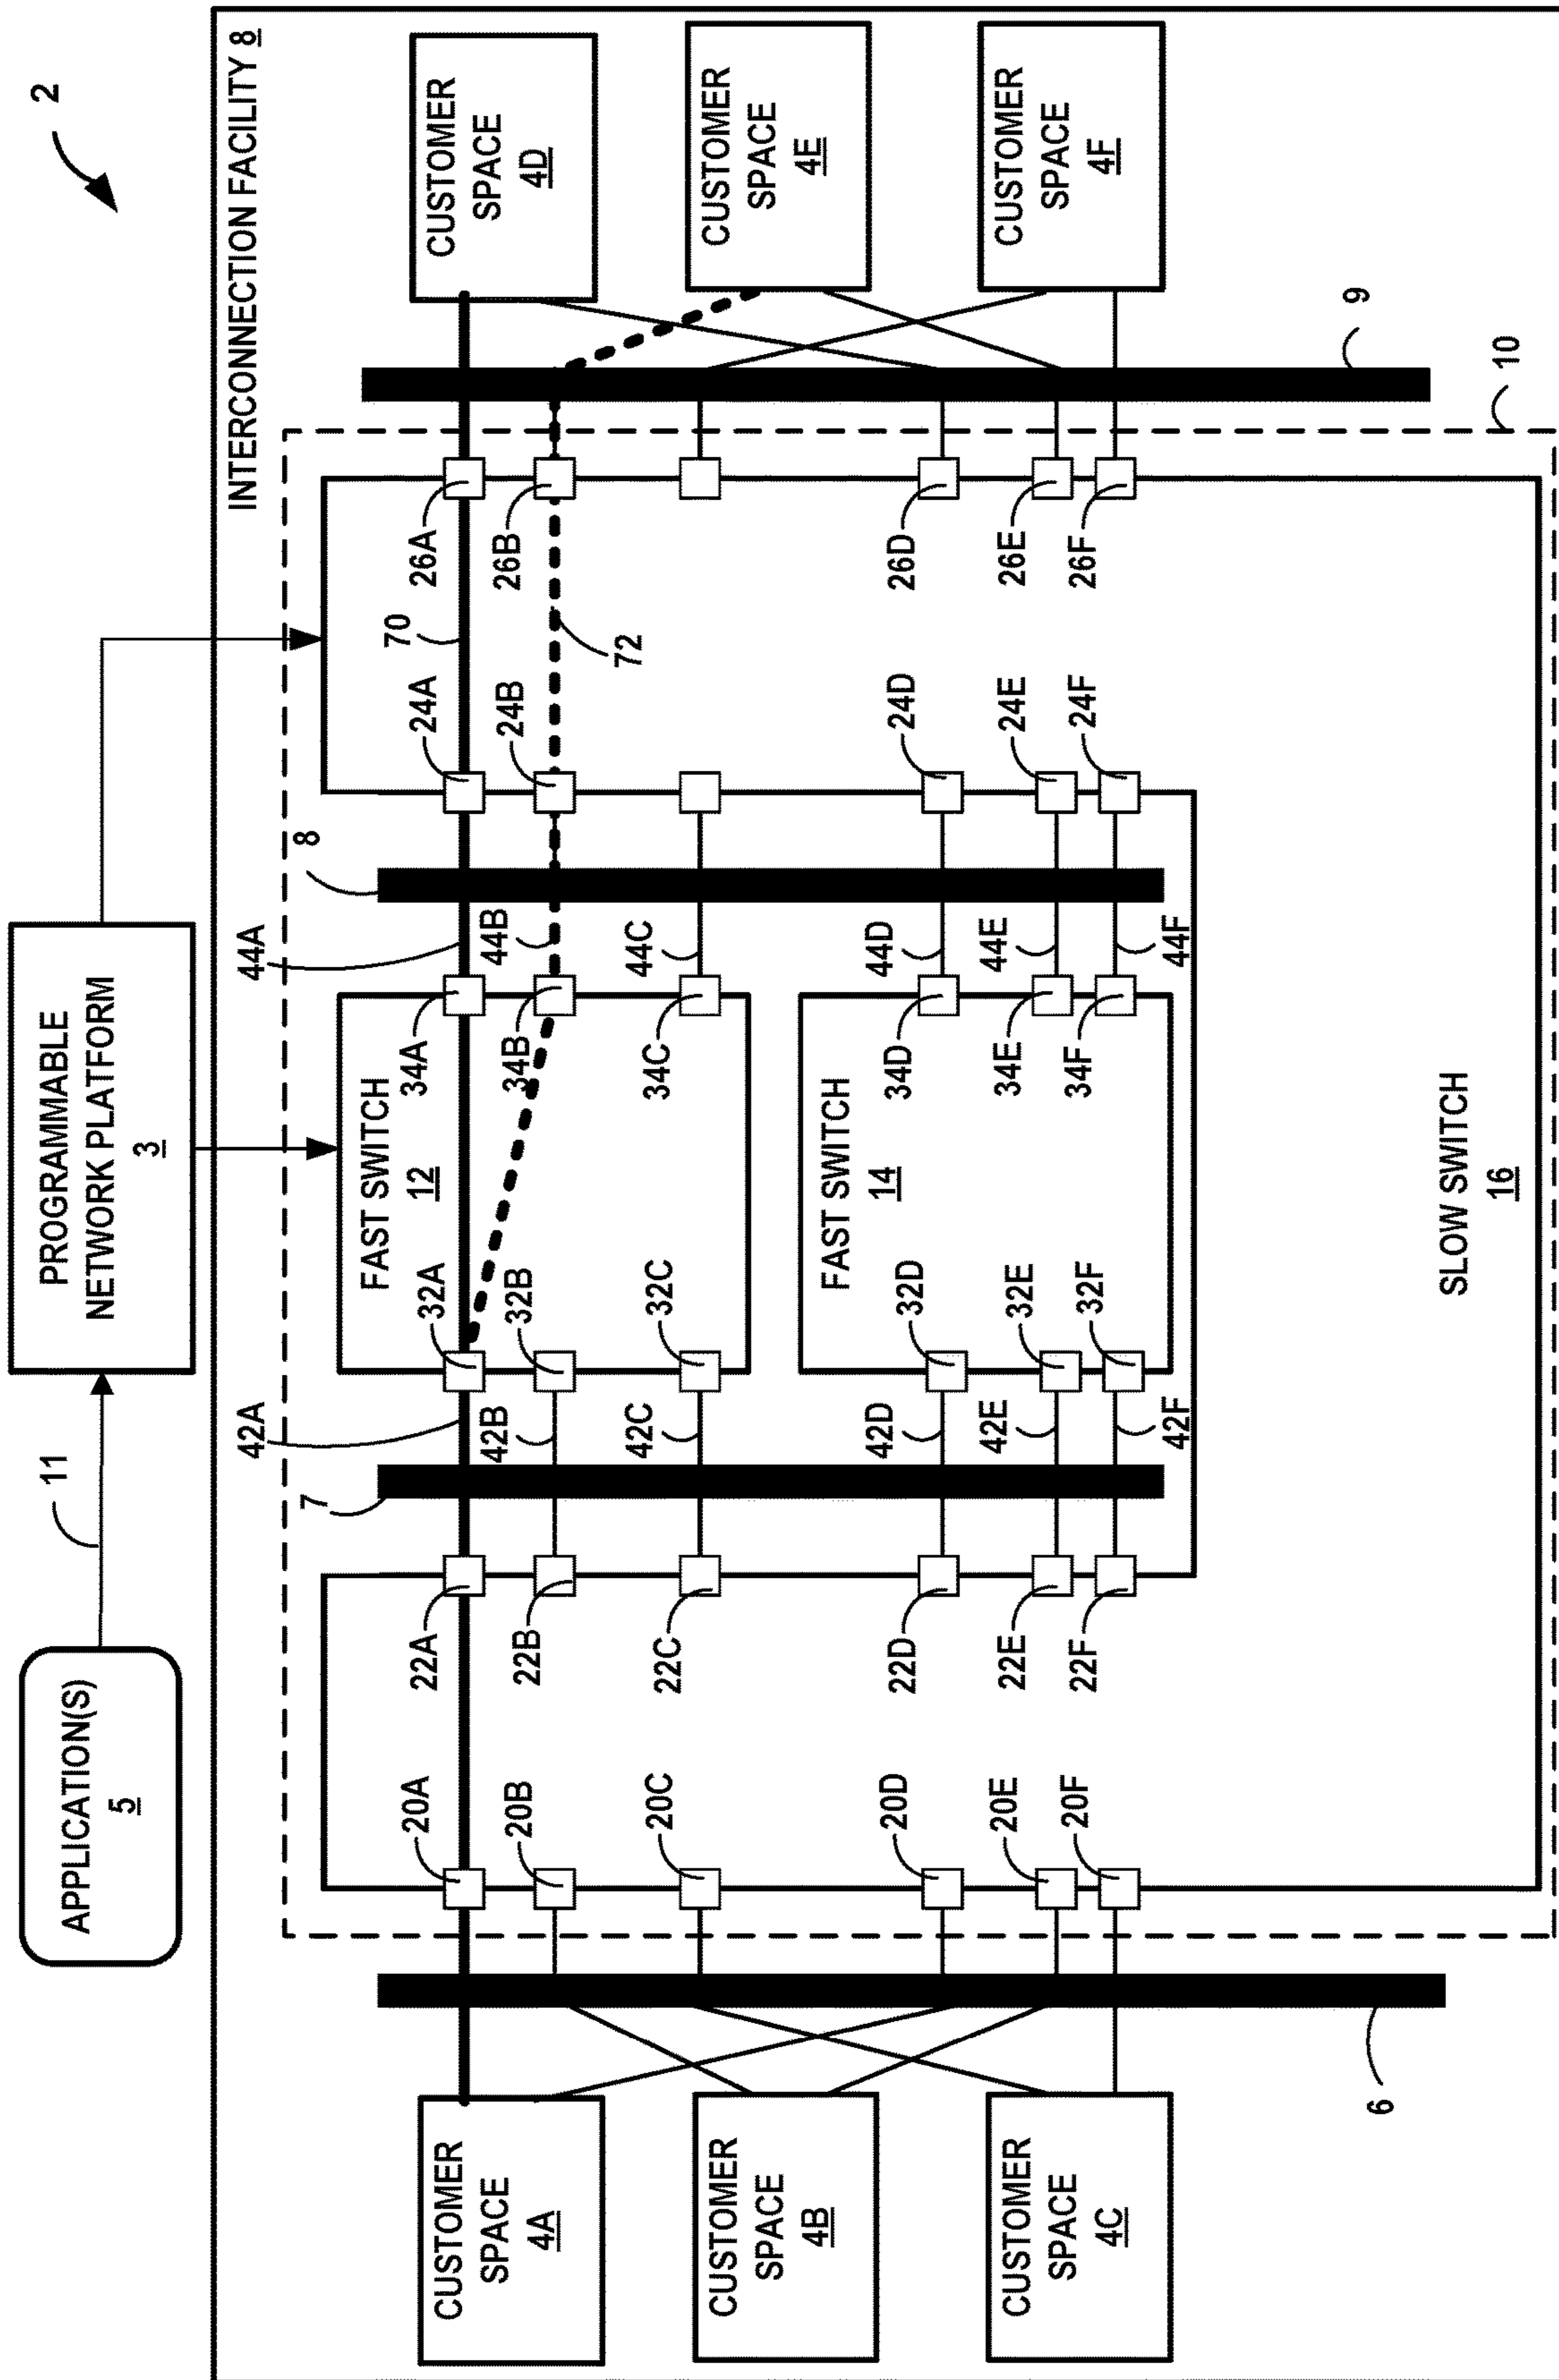 2
APPLICATION(S)
5
11
PROGRAMMABLE
NETWORK PLATFORM
3
INTERCONNECTION FACILITY 8
CUSTOMER
SPACE
4A
CUSTOMER
SPACE
4B
CUSTOMER
SPACE
4C
6
20A
20B
20C
20D
20E
20F
22A
22B
22C
22D
22E
22F
7
42A
42B
42C
42D
42E
42F
32A
32B
32C
32D
32E
32F
FAST SWITCH
12
FAST SWITCH
14
34A
34B
34C
34D
34E
34F
44A
44B
44C
44D
44E
44F
8
24A
24B
24D
24E
24F
70
72
26A
26B
26D
26E
26F
SLOW SWITCH
16
10
9
CUSTOMER
SPACE
4D
CUSTOMER
SPACE
4E
CUSTOMER
SPACE
4F